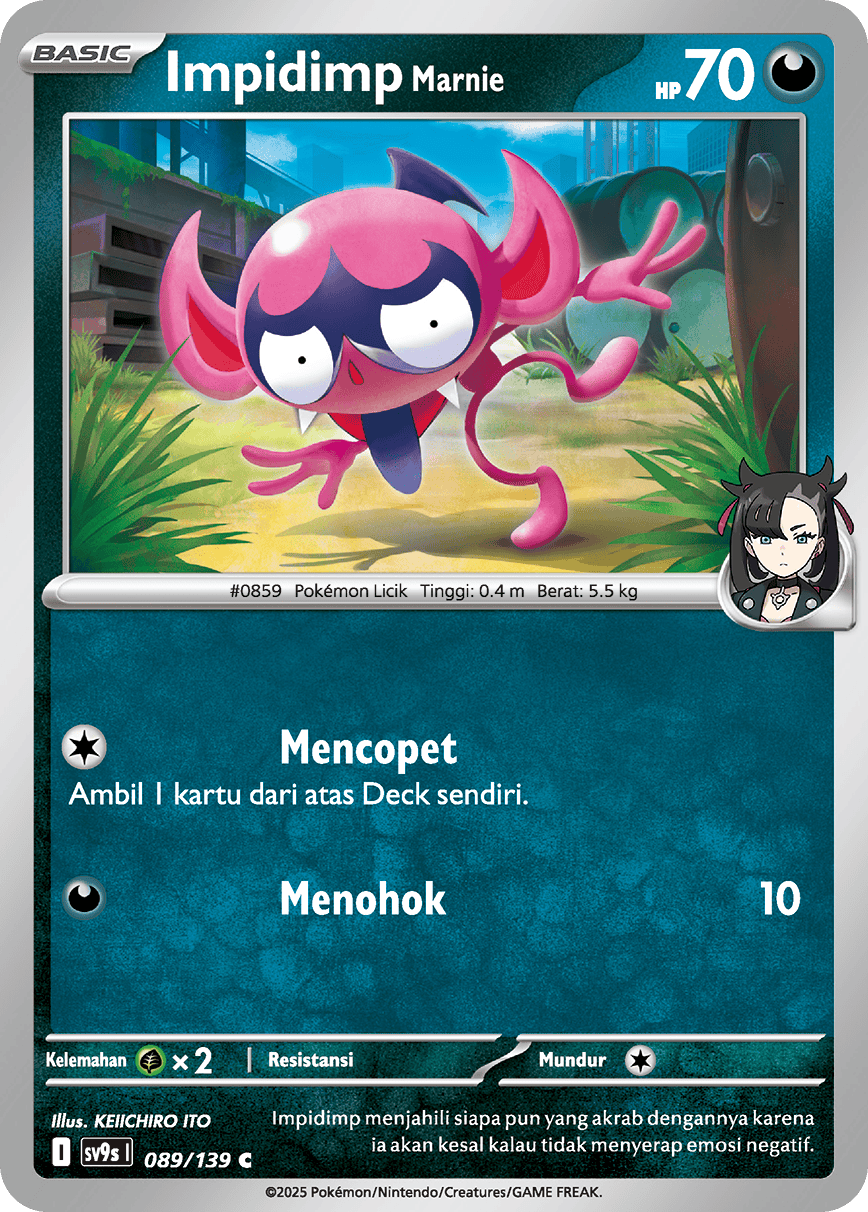 BASIC
Impidimp Marnie
HP 70
#0859 Pokémon Licik Tinggi: 0.4 m Berat: 5.5 kg
Mencopet
Ambil 1 kartu dari atas Deck sendiri.
Menohok 10
Kelemahan ×2 | Resistansi Mundur
Illus. KEIICHIRO ITO
Impidimp menjahili siapa pun yang akrab dengannya karena
ia akan kesal kalau tidak menyerap emosi negatif.
I sv9s I 089/139 C
©2025 Pokémon/Nintendo/Creatures/GAME FREAK.